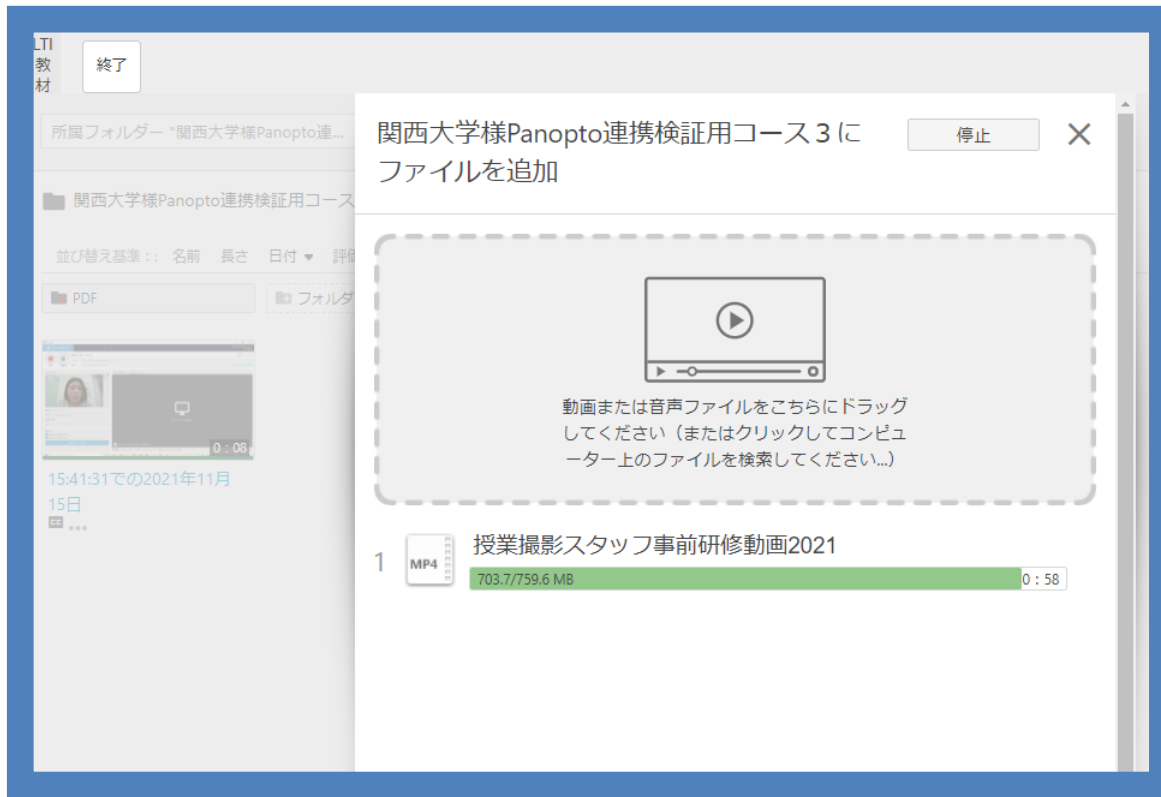 LTI
教
材
終了
所属フォルダー "関西大学様Panopto連...
関西大学様Panopto連携検証用コース
並び替え基準：: 名前 長さ 日付 ▼ 評価
PDF
フォルダ
0：08
15:41:31での2021年11月
15日
CC ...
関西大学様Panopto連携検証用コース３に
ファイルを追加
停止
動画または音声ファイルをこちらにドラッグ
してください（またはクリックしてコンピュ
ーター上のファイルを検索してください...）
1
MP4
授業撮影スタッフ事前研修動画2021
703.7/759.6 MB
0：58